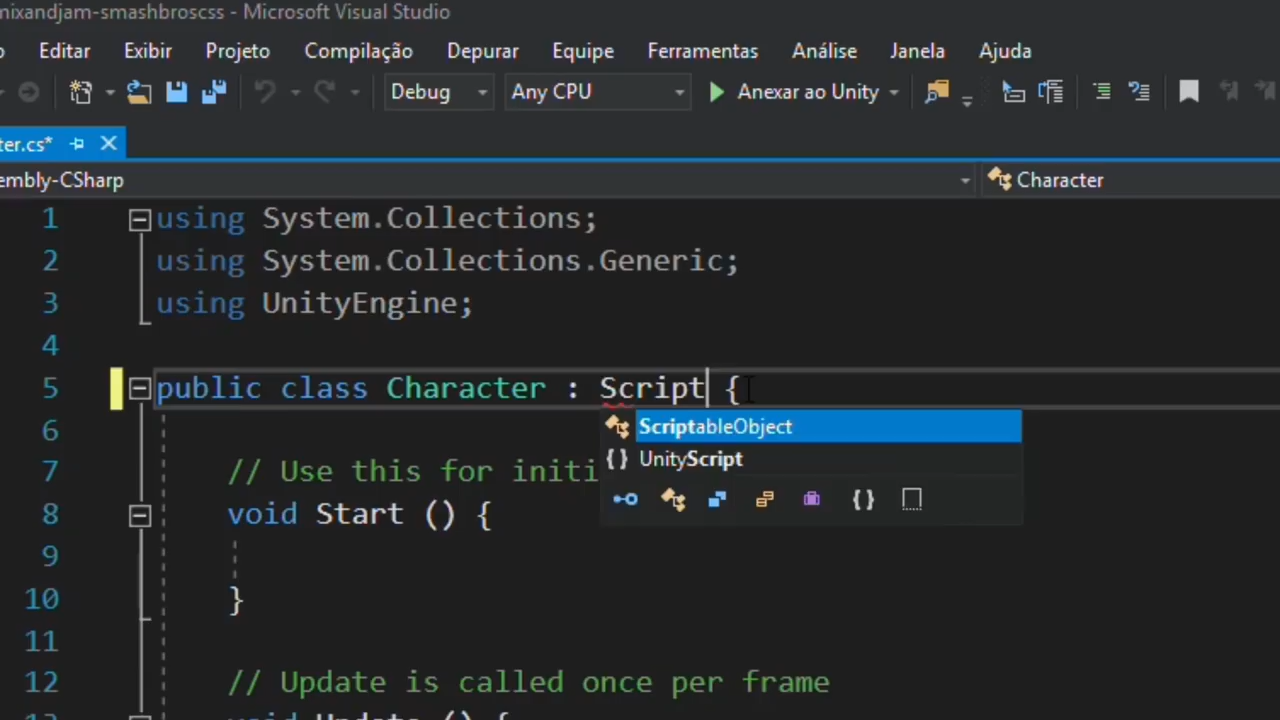 nixandjam-smashbroscss - Microsoft Visual Studio
Editar Exibir Projeto Compilação Depurar Equipe Ferramentas Análise Janela Ajuda
Debug Any CPU Anexar ao Unity
ter.cs*
embly-CSharp Character
1 using System.Collections;
2 using System.Collections.Generic;
3 using UnityEngine;
4
5 public class Character : Script {
ScriptableObject
6
UnityScript
7 // Use this for initi
8 void Start () {
9
10 }
11
12 // Update is called once per frame
13 void Update () {